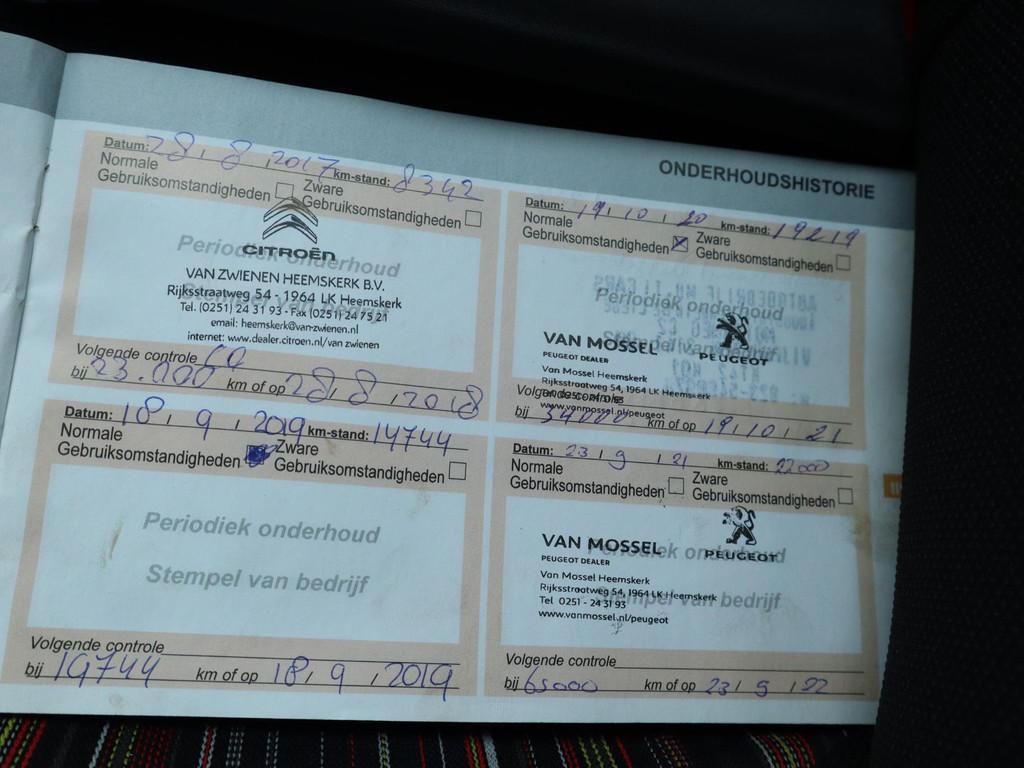 ONDERHOUDSHISTORIE
Datum: 28, 8, 2017 km-stand: 8342
Normale
Gebruiksomstandigheden
Zware
Gebruiksomstandigheden
Periodiek onderhoud
CITROËN
VAN ZWIENEN HEEMSKERK B.V.
Rijksstraatweg 54 - 1964 LK Heemskerk
Tel. (0251) 24 31 93 - Fax (0251) 24 75 21
email: heemskerk@van-zwienen.nl
internet: www.dealer.citroen.nl/van zwienen
Volgende controle
bij 23.000 km of op 28, 8, 2018
Datum: 18, 9, 2019 km-stand: 14744
Normale
Gebruiksomstandigheden
Zware
Gebruiksomstandigheden
Periodiek onderhoud
Stempel van bedrijf
Volgende controle
bij 19744 km of op 18, 9, 2019
Datum: 19, 10, 20 km-stand: 19219
Normale
Gebruiksomstandigheden
Zware
Gebruiksomstandigheden
Periodiek onderhoud
Stempel van bedrijf
VAN MOSSEL PEUGEOT
PEUGEOT DEALER
Van Mossel Heemskerk
Rijksstraatweg 54, 1964 LK Heemskerk
Volgende controle
www.vanmossel.nl/peugeot
bij 34000 km of op 19, 10, 21
Datum: 23, 9, 21 km-stand: 22000
Normale
Gebruiksomstandigheden
Zware
Gebruiksomstandigheden
Periodiek onderhoud
Stempel van bedrijf
VAN MOSSEL PEUGEOT
PEUGEOT DEALER
Van Mossel Heemskerk
Rijksstraatweg 54, 1964 LK Heemskerk
Tel 0251 - 24 31 93
www.vanmossel.nl/peugeot
Volgende controle
bij 65000 km of op 23, 9, 22